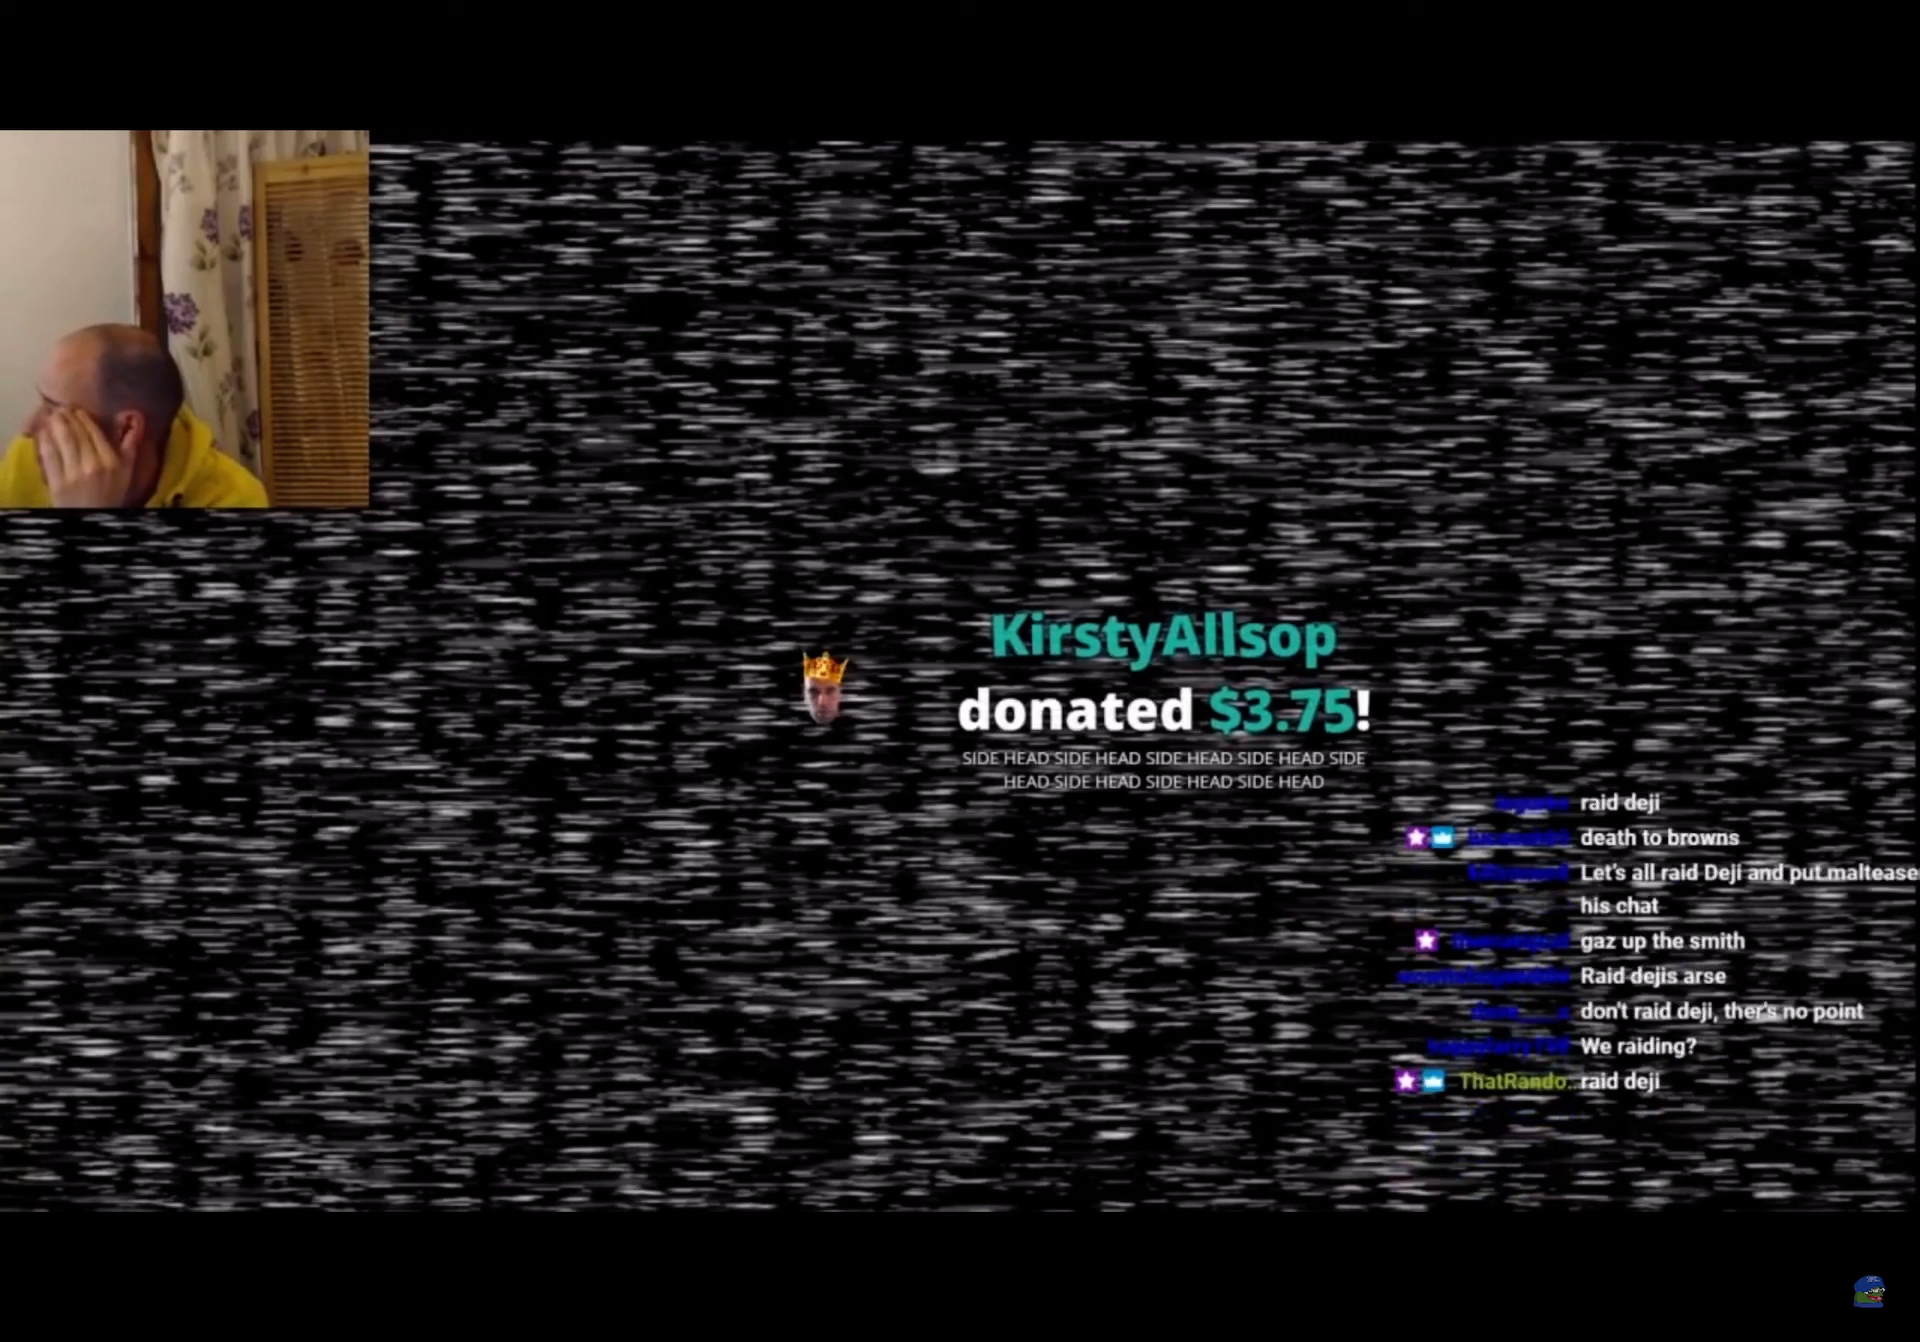 KirstyAllsop
donated $3.75!
SIDE HEAD SIDE HEAD SIDE HEAD SIDE HEAD SIDE
HEAD SIDE HEAD SIDE HEAD SIDE HEAD
raid deji
death to browns
Let's all raid Deji and put maltease
his chat
gaz up the smith
Raid dejis arse
don't raid deji, ther's no point
We raiding?
ThatRando.. raid deji